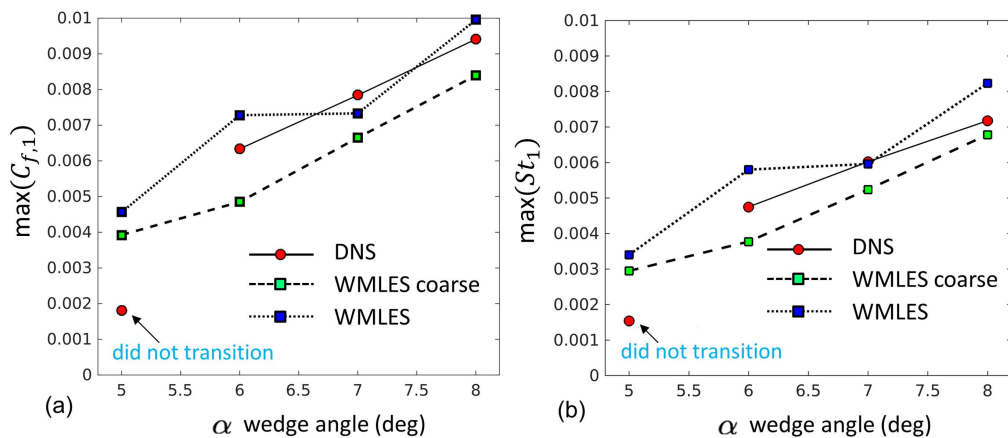 0.01
0.009
0.008
0.007
0.006
0.005
0.004
0.003
0.002
0.001
0
max(C_{f,1})
DNS
WMLES coarse
WMLES
did not transition
5 5.5 6 6.5 7 7.5 8
(a)
α wedge angle (deg)
0.01
0.009
0.008
0.007
0.006
0.005
0.004
0.003
0.002
0.001
0
max(St_1)
DNS
WMLES coarse
WMLES
did not transition
5 5.5 6 6.5 7 7.5 8
(b)
α wedge angle (deg)